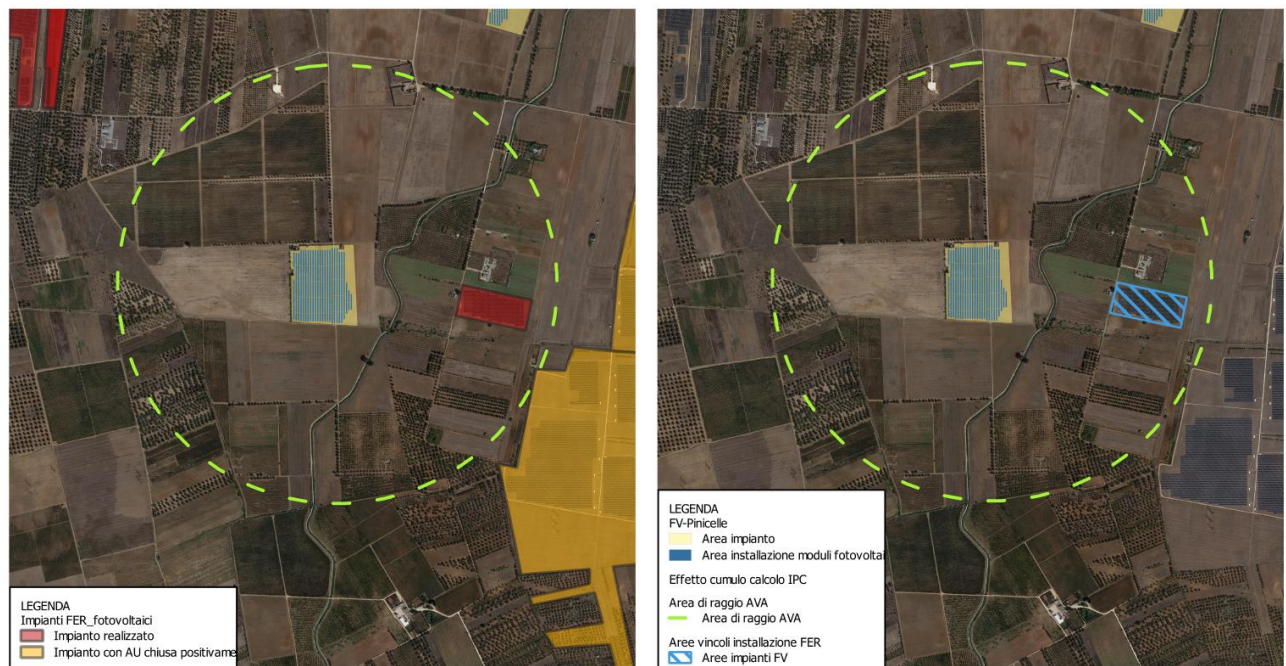 LEGENDA
Impianti FER_fotovoltaici
Impianto realizzato
Impianto con AU chiusa positivame
LEGENDA
FV-Pinicelle
Area impianto
Area installazione moduli fotovoltai
Effetto cumulo calcolo IPC
Area di raggio AVA
Area di raggio AVA
Aree vincoli installazione FER
Aree impianti FV